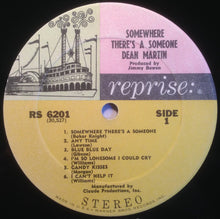 SOMEWHERE
THERE'S A SOMEONE
DEAN MARTIN
Produced by
Jimmy Bowen
reprise:
RS 6201
(30,527)
SIDE
1
1. SOMEWHERE THERE'S A SOMEONE
(Baker Knight)
2. ANY TIME
(Lawson)
3. BLUE BLUE DAY
(Gibson)
4. I'M SO LONESOME I COULD CRY
(Williams)
5. CANDY KISSES
(Morgan)
6. I CAN'T HELP IT
(Williams)
Manufactured by
Claude Productions, Inc.
STEREO